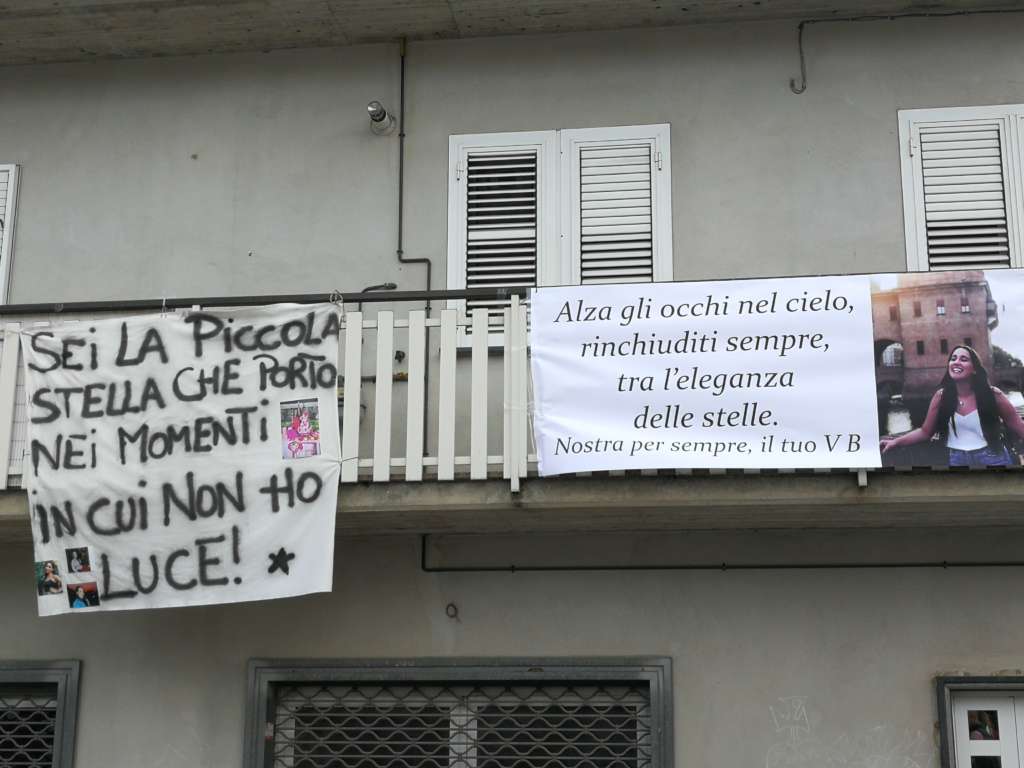 SEi LA PiCCOLA
STELLA CHE PORTO
NEi MOMENTi
iN CUi NON HO
LUCE!
Alza gli occhi nel cielo,
rinchiuditi sempre,
tra l'eleganza
delle stelle.
Nostra per sempre, il tuo V B